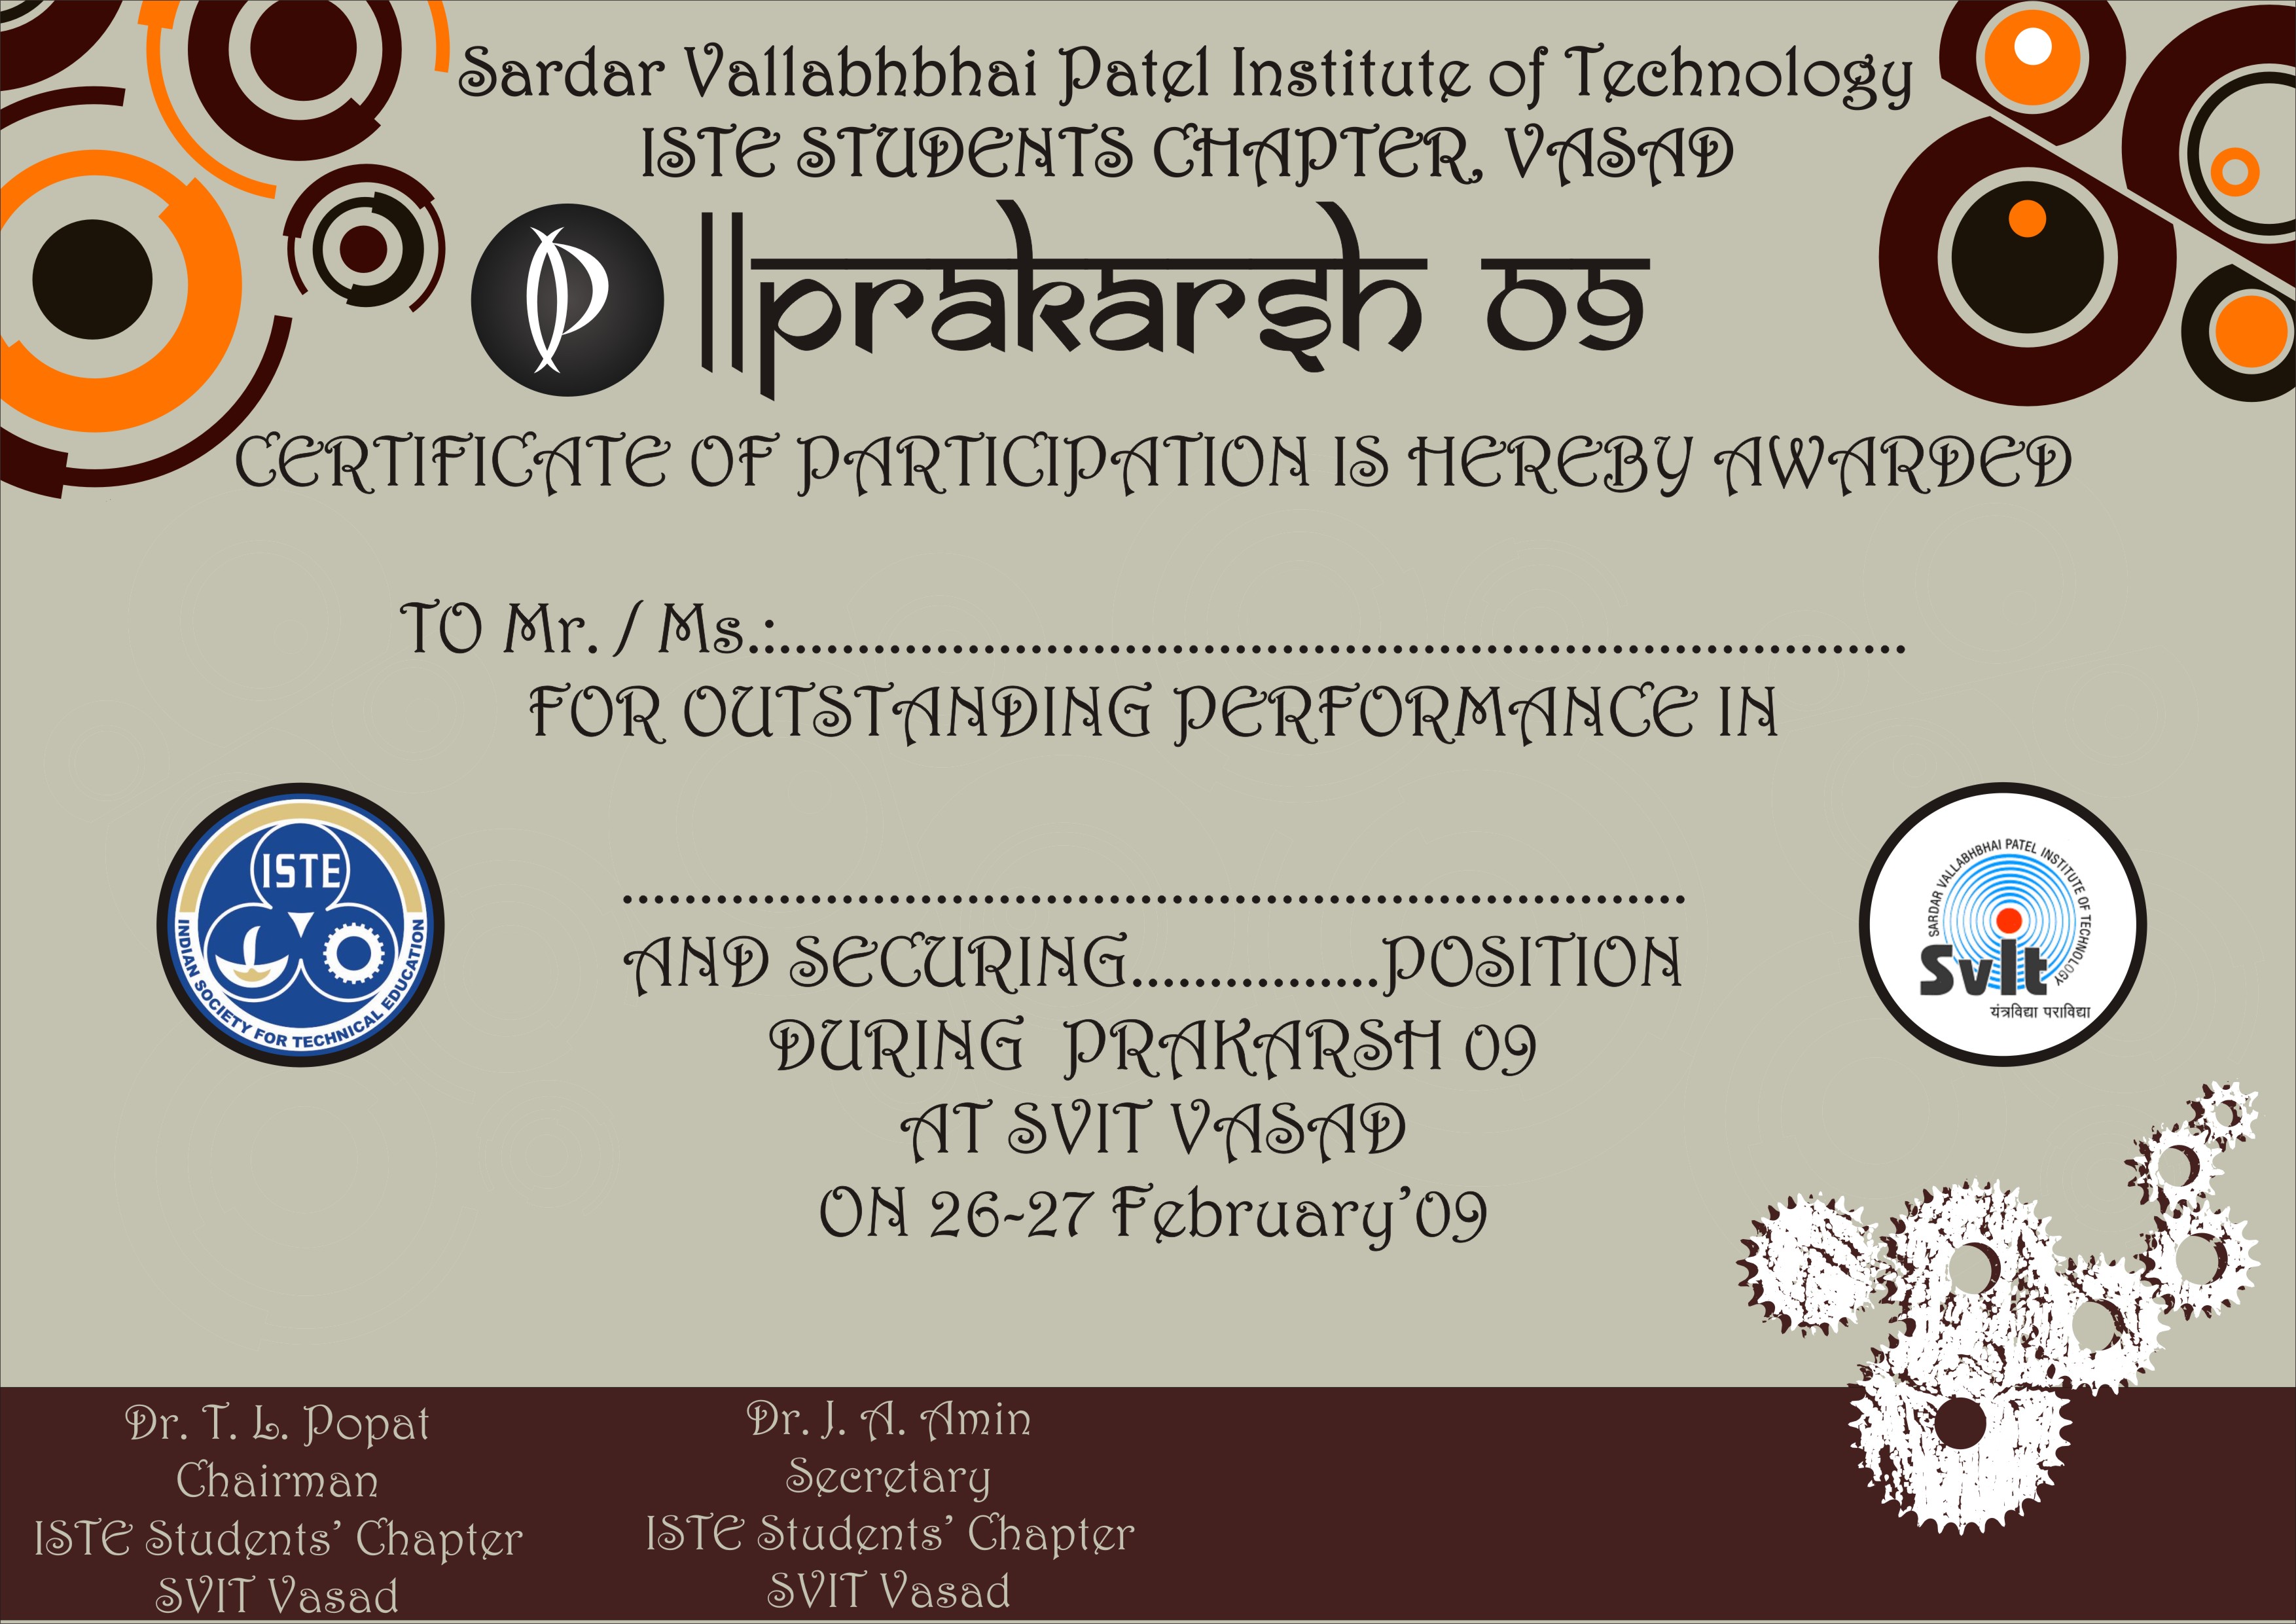 Sardar Vallabhbhai Patel Institute of Technology
ISTE STUDENTS CHAPTER, VASAD
||prakarsh 09
CERTIFICATE OF PARTICIPATION IS HEREBY AWARDED
TO Mr. / Ms.:.......................................................................
FOR OUTSTANDING PERFORMANCE IN
....................................................................
AND SECURING................POSITION
DURING PRAKARSH 09
AT SVIT VASAD
ON 26-27 February’09
ISTE
INDIAN SOCIETY FOR TECHNICAL EDUCATION
SARDAR VALLABHBHAI PATEL INSTITUTE OF TECHNOLOGY
SvIt
यंत्रविद्या पराविद्या
Dr. T. L. Popat
Chairman
ISTE Students’ Chapter
SVIT Vasad
Dr. J. A. Amin
Secretary
ISTE Students’ Chapter
SVIT Vasad